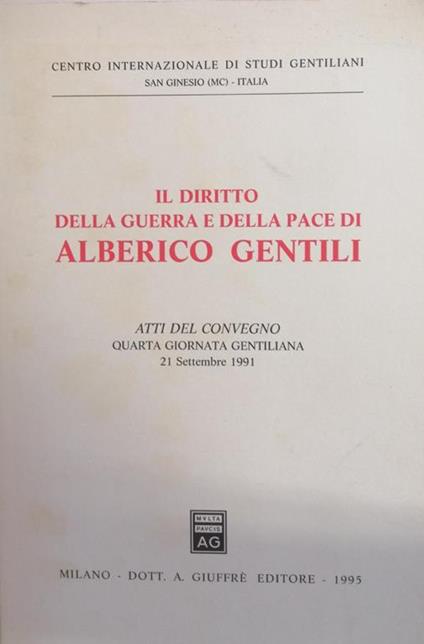 CENTRO INTERNAZIONALE DI STUDI GENTILIANI
SAN GINESIO (MC) - ITALIA
IL DIRITTO
DELLA GUERRA E DELLA PACE DI
ALBERICO GENTILI
ATTI DEL CONVEGNO
QUARTA GIORNATA GENTILIANA
21 Settembre 1991
MVLTA
PAVCIS
AG
MILANO - DOTT. A. GIUFFRÈ EDITORE - 1995